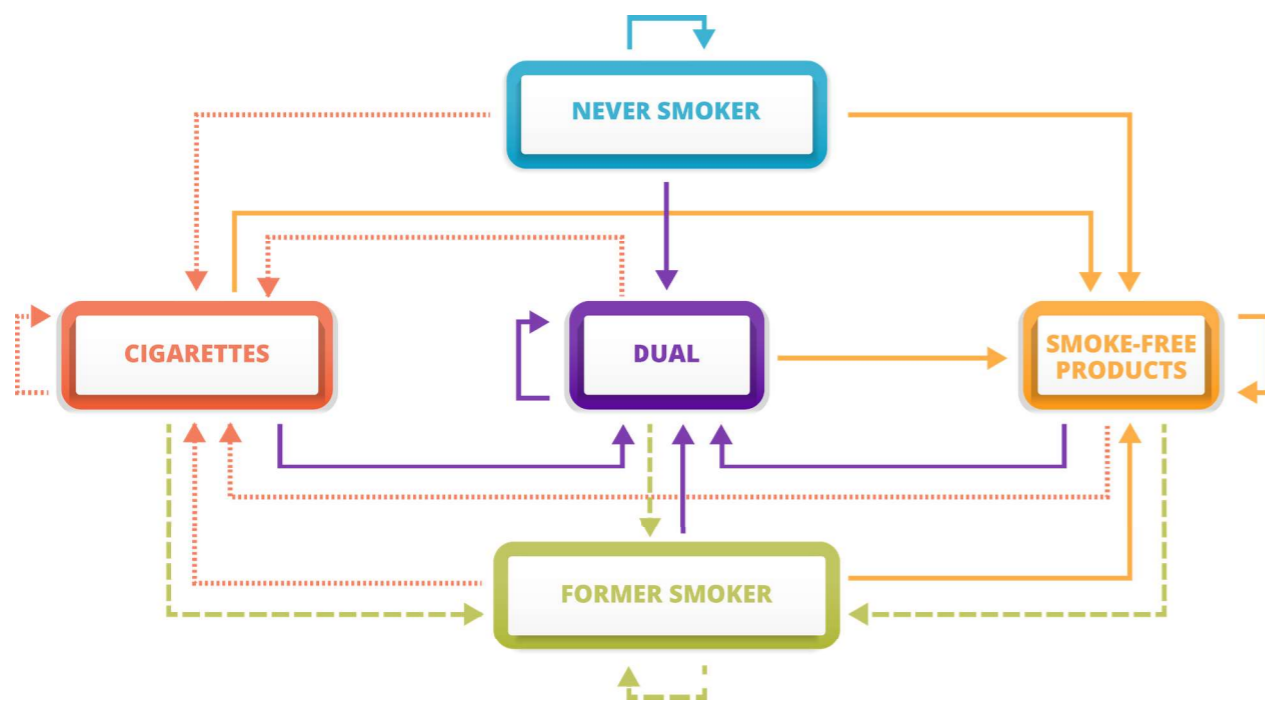 NEVER SMOKER
CIGARETTES
DUAL
SMOKE-FREE
PRODUCTS
FORMER SMOKER